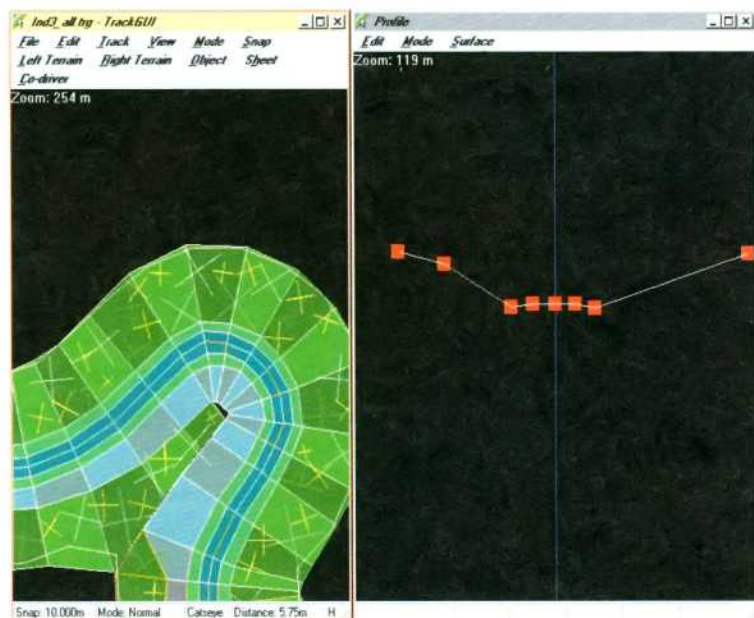 Ind3_all.trg - TrackGUI
File Edit Track View Mode Snap
Left Terrain Right Terrain Object Sheet
Co-driver
Zoom: 254 m
Snap: 10.000m Mode: Normal Catseye Distance: 5.75m H
Profile
Edit Mode Surface
Zoom: 119 m